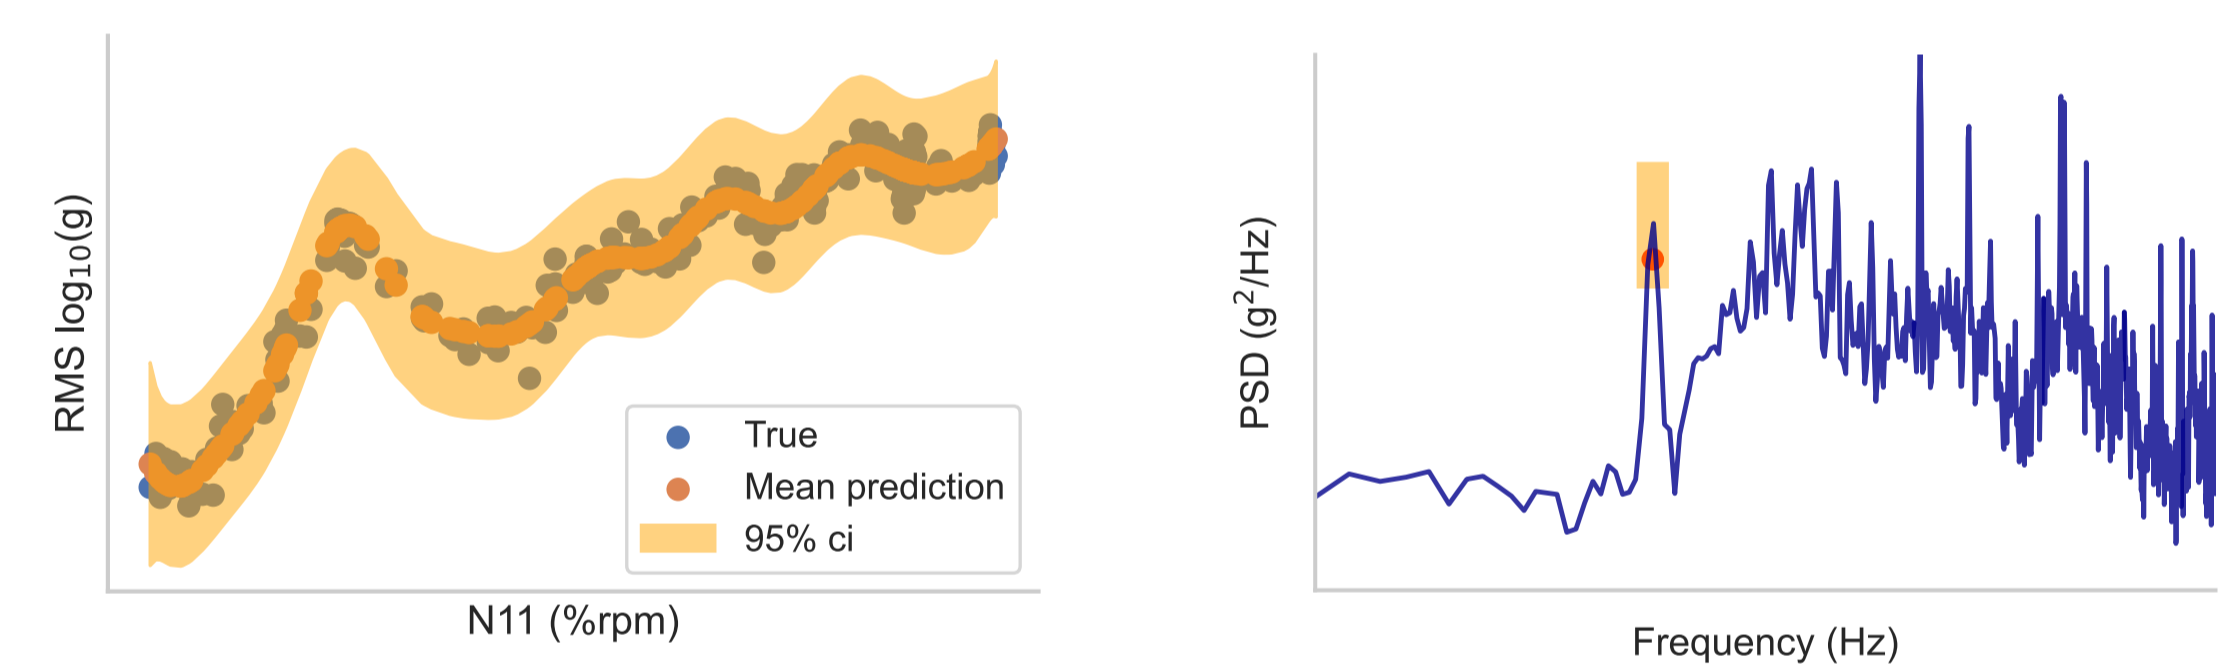 RMS log₁₀(g)
True
Mean prediction
95% ci
N11 (%rpm)
PSD (g²/Hz)
Frequency (Hz)